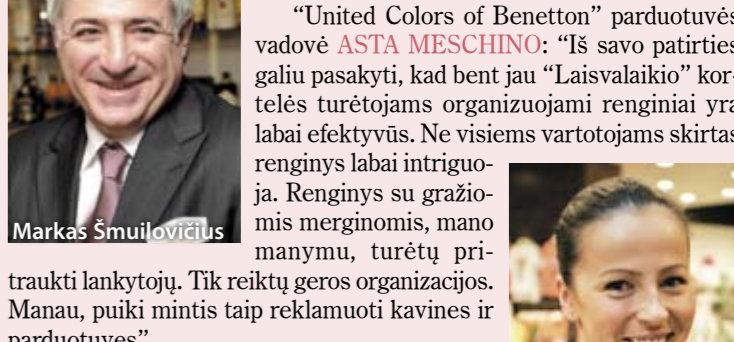 “United Colors of Benetton” parduotuvės
vadovė ASTA MESCHINO: “Iš savo patirties
galiu pasakyti, kad bent jau “Laisvalaikio” kor-
telės turėtojams organizuojami renginiai yra
labai efektyvūs. Ne visiems vartotojams skirtas
renginys labai intriguo-
ja. Renginys su gražio-
mis merginomis, mano
manymu, turėtų pri-
traukti lankytojų. Tik reiktų geros organizacijos.
Manau, puiki mintis taip reklamuoti kavines ir
parduotuves”.
Markas Šmuilovičius